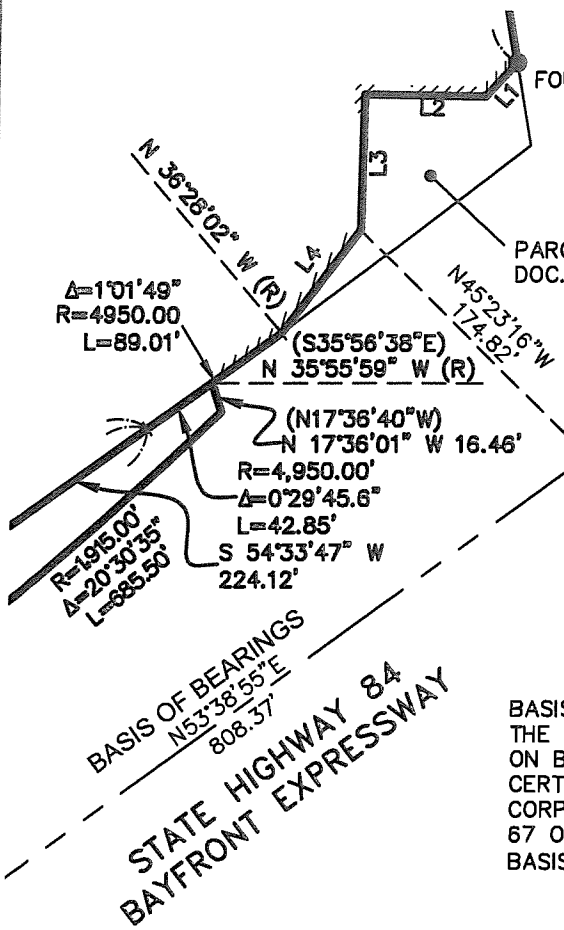 FOU
L1
L2
L3
L4
N 36°28'02" W (R)
PARC
DOC.
Δ=1°01'49"
R=4950.00
L=89.01'
N45°23'16"W
174.82'
(S35°56'38"E)
N 35°55'59" W (R)
(N17°36'40"W)
N 17°36'01" W 16.46'
R=4,950.00'
Δ=0°29'45.6"
L=42.85'
S 54°33'47" W
224.12'
R=1,915.00'
Δ=20°30'35"
L=685.50'
BASIS OF BEARINGS
N53°38'55"E
808.37'
STATE HIGHWAY 84
BAYFRONT EXPRESSWAY
BASIS
THE
ON B
CERT
CORP
67 O
BASIS